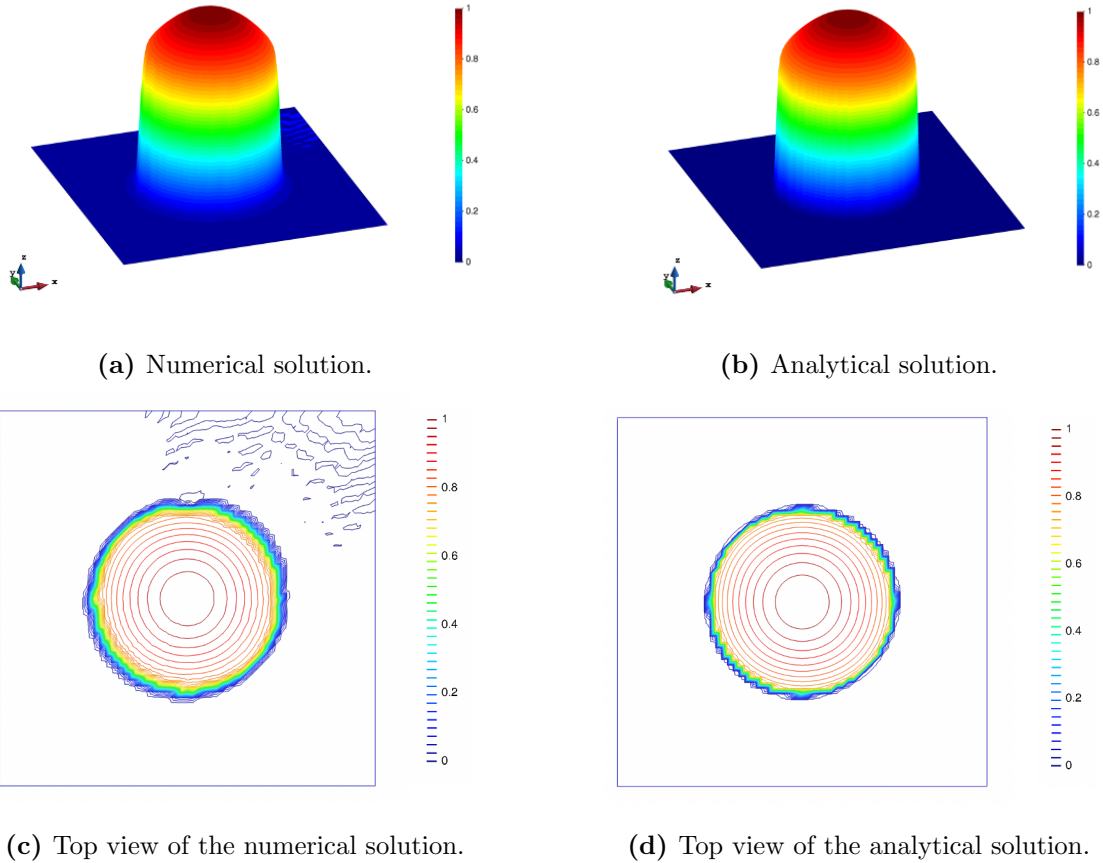 1
0.8
0.6
0.4
0.2
0
z
y
x
1
0.8
0.6
0.4
0.2
0
z
y
x
(a) Numerical solution.
(b) Analytical solution.
1
0.8
0.6
0.4
0.2
0
1
0.8
0.6
0.4
0.2
0
(c) Top view of the numerical solution.
(d) Top view of the analytical solution.